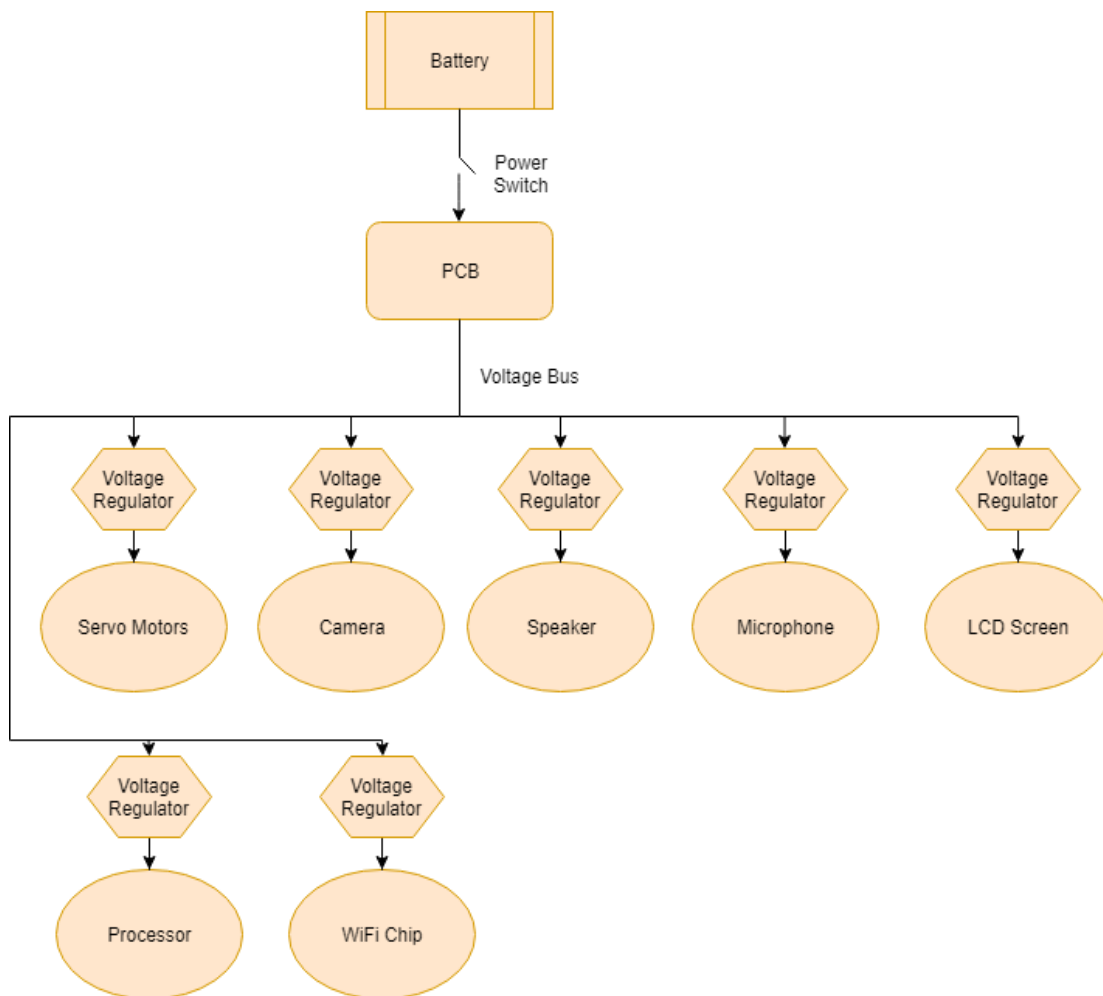 Battery
Power
Switch
PCB
Voltage Bus
Voltage
Regulator
Voltage
Regulator
Voltage
Regulator
Voltage
Regulator
Voltage
Regulator
Servo Motors
Camera
Speaker
Microphone
LCD Screen
Voltage
Regulator
Voltage
Regulator
Processor
WiFi Chip